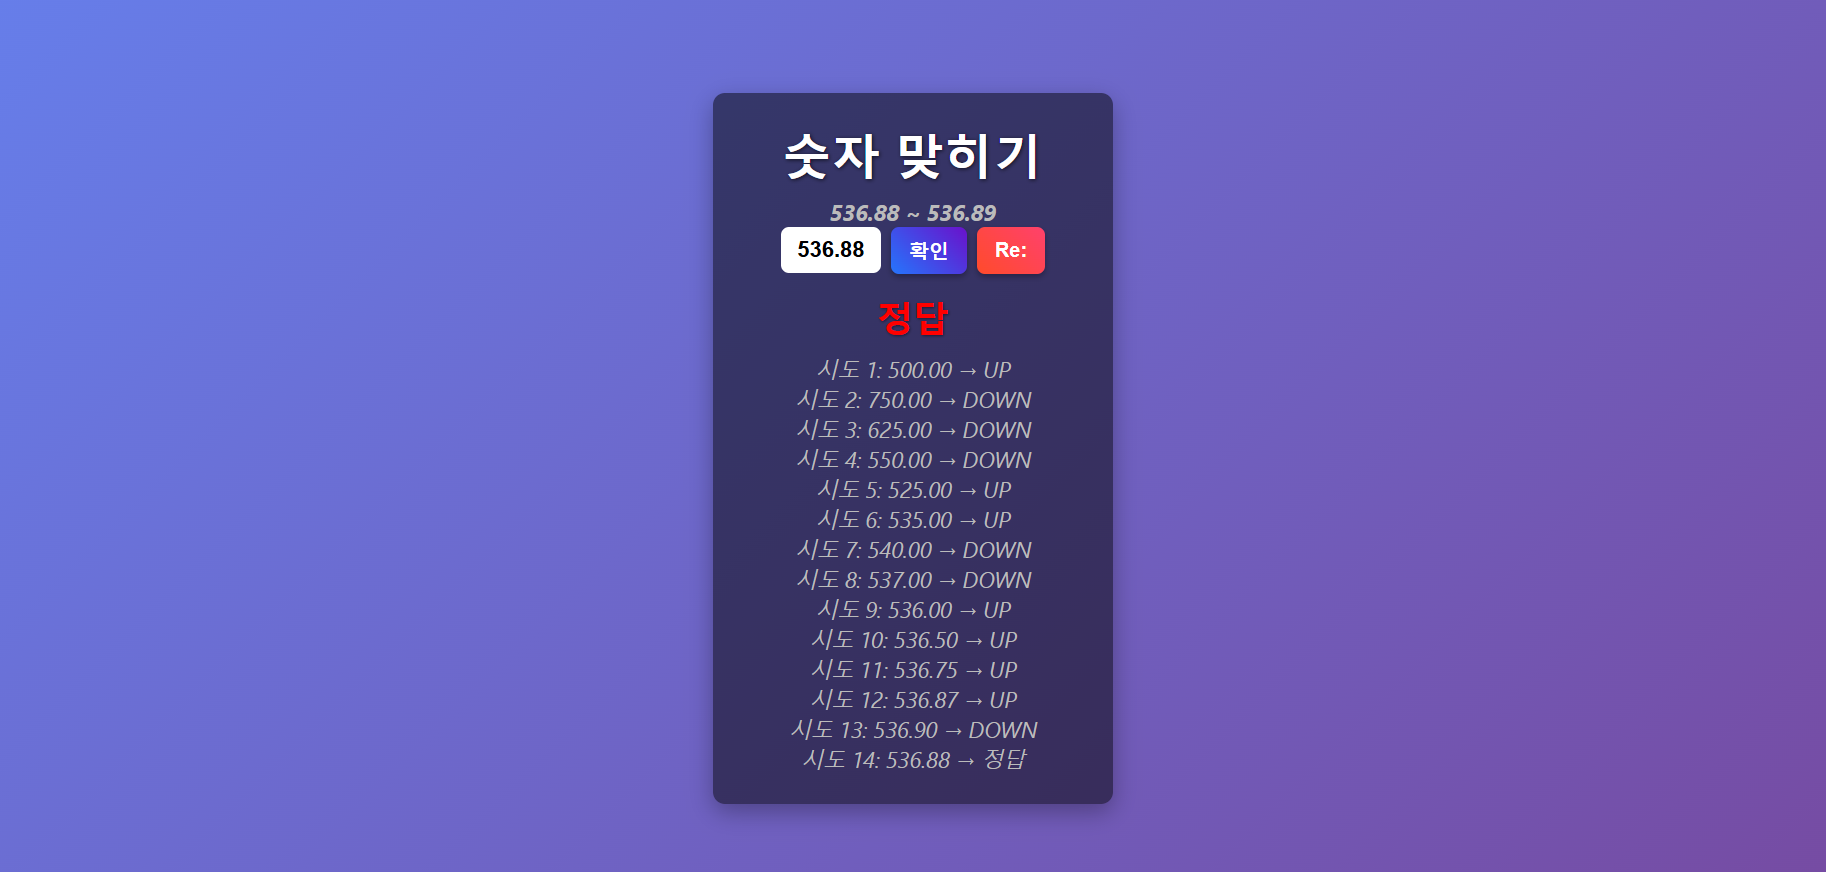 숫자 맞히기
536.88 ~ 536.89
536.88 확인 Re:
정답
시도 1: 500.00 → UP
시도 2: 750.00 → DOWN
시도 3: 625.00 → DOWN
시도 4: 550.00 → DOWN
시도 5: 525.00 → UP
시도 6: 535.00 → UP
시도 7: 540.00 → DOWN
시도 8: 537.00 → DOWN
시도 9: 536.00 → UP
시도 10: 536.50 → UP
시도 11: 536.75 → UP
시도 12: 536.87 → UP
시도 13: 536.90 → DOWN
시도 14: 536.88 → 정답